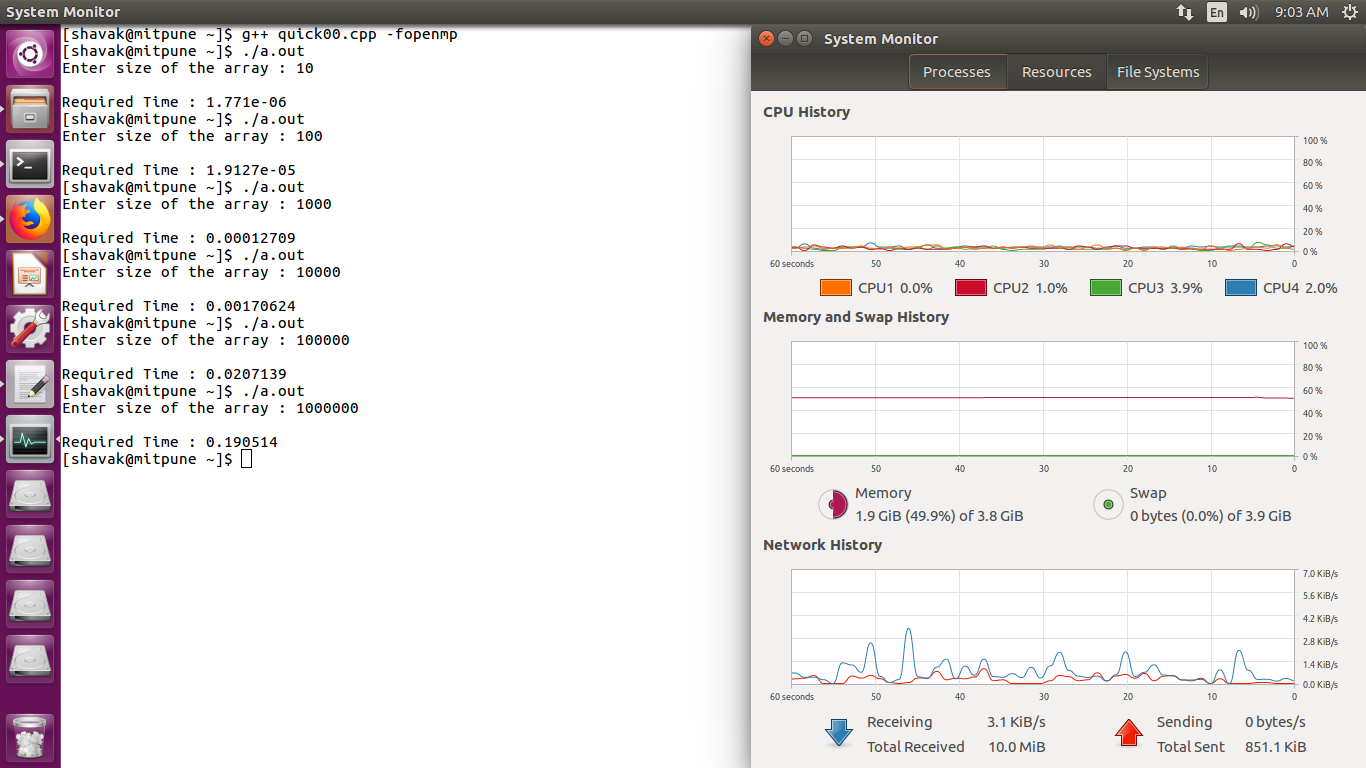 System Monitor
En
9:03 AM
[shavak@mitpune ~]$ g++ quick00.cpp -fopenmp
[shavak@mitpune ~]$ ./a.out
Enter size of the array : 10
Required Time : 1.771e-06
[shavak@mitpune ~]$ ./a.out
Enter size of the array : 100
Required Time : 1.9127e-05
[shavak@mitpune ~]$ ./a.out
Enter size of the array : 1000
Required Time : 0.00012709
[shavak@mitpune ~]$ ./a.out
Enter size of the array : 10000
Required Time : 0.00170624
[shavak@mitpune ~]$ ./a.out
Enter size of the array : 100000
Required Time : 0.0207139
[shavak@mitpune ~]$ ./a.out
Enter size of the array : 1000000
Required Time : 0.190514
[shavak@mitpune ~]$
System Monitor
Processes Resources File Systems
CPU History
100 %
80 %
60 %
40 %
20 %
0 %
60 seconds 50 40 30 20 10 0
CPU1 0.0% CPU2 1.0% CPU3 3.9% CPU4 2.0%
Memory and Swap History
100 %
80 %
60 %
40 %
20 %
0 %
60 seconds 50 40 30 20 10 0
Memory
1.9 GiB (49.9%) of 3.8 GiB
Swap
0 bytes (0.0%) of 3.9 GiB
Network History
7.0 KiB/s
5.6 KiB/s
4.2 KiB/s
2.8 KiB/s
1.4 KiB/s
0.0 KiB/s
60 seconds 50 40 30 20 10 0
Receiving 3.1 KiB/s
Total Received 10.0 MiB
Sending 0 bytes/s
Total Sent 851.1 KiB